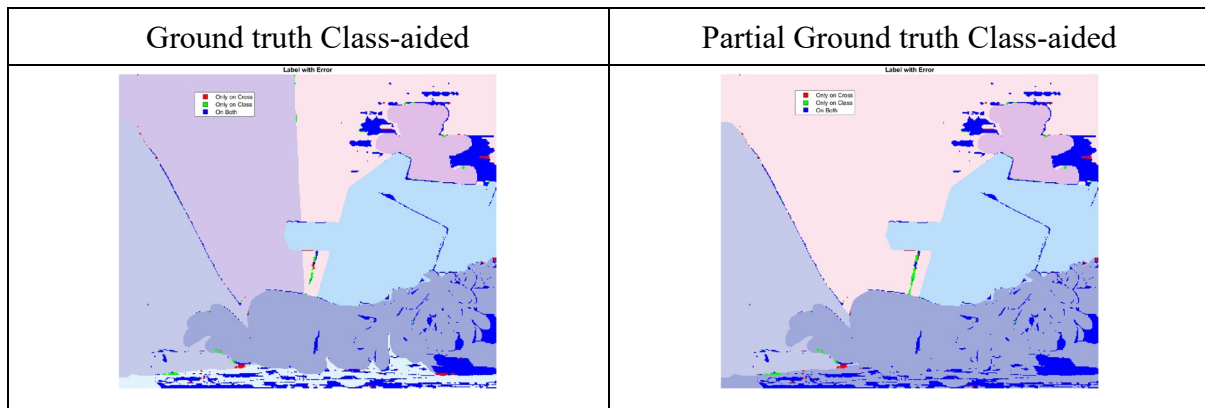 Ground truth Class-aided
Partial Ground truth Class-aided
Label with Error
Only on Cross
Only on Class
On Both
Label with Error
Only on Cross
Only on Class
On Both